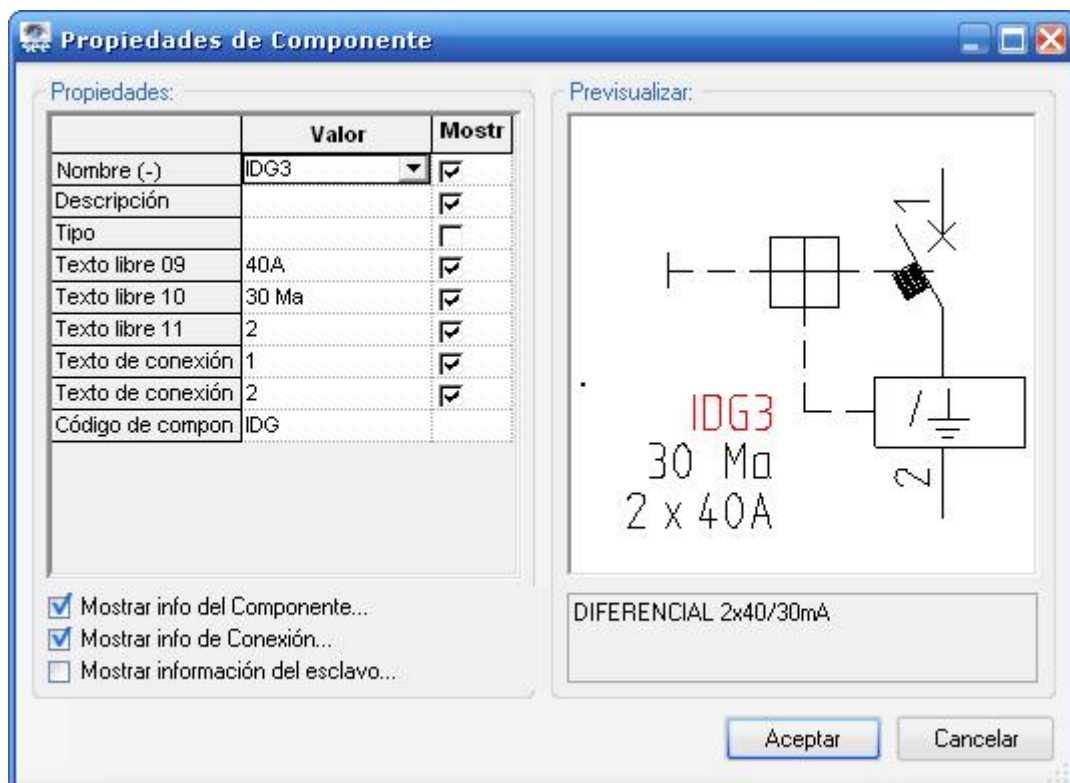 Propiedades de Componente
Propiedades:
Valor Mostr
Nombre (-) IDG3
Descripción
Tipo
Texto libre 09 40A
Texto libre 10 30 Ma
Texto libre 11 2
Texto de conexión 1
Texto de conexión 2
Código de compon IDG
Mostrar info del Componente...
Mostrar info de Conexión...
Mostrar información del esclavo...
Previsualizar:
1
IDG3
30 Ma
2 x 40A
2
DIFERENCIAL 2x40/30mA
Aceptar
Cancelar